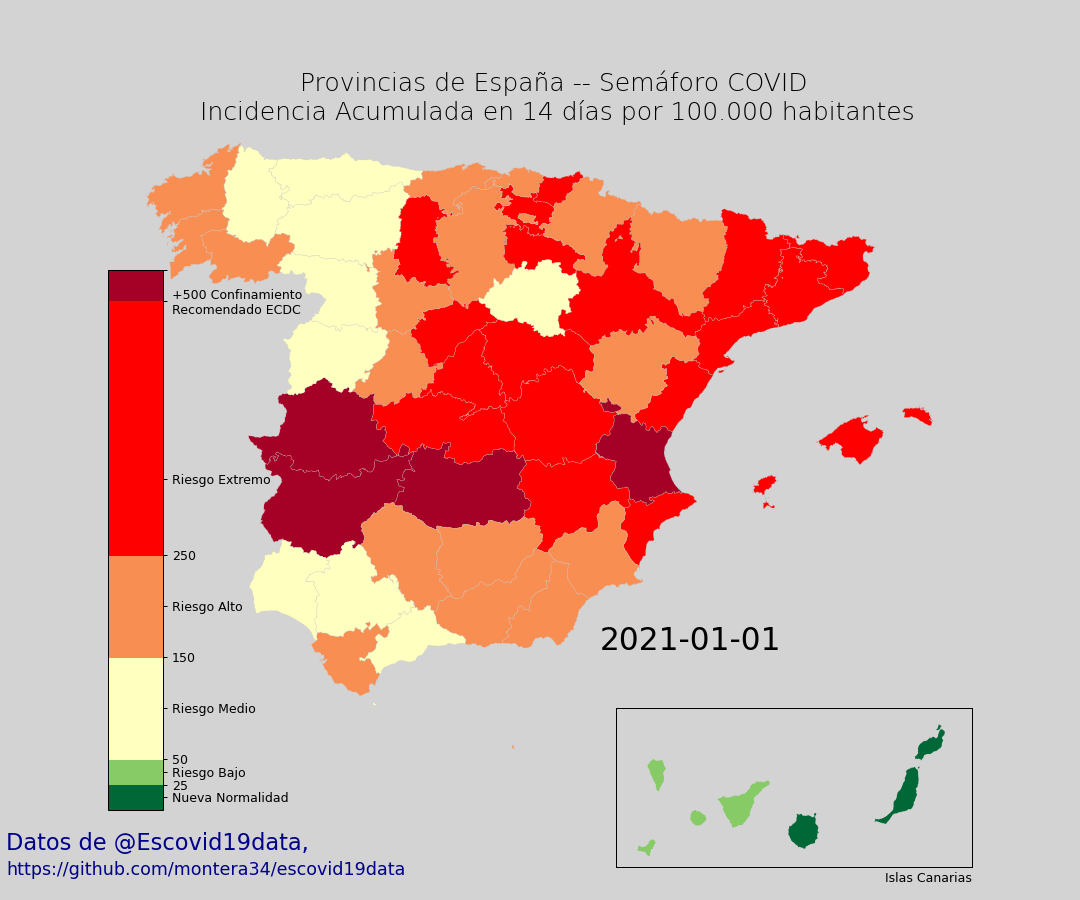 Provincias de España -- Semáforo COVID
Incidencia Acumulada en 14 días por 100.000 habitantes
+500 Confinamiento
Recomendado ECDC
Riesgo Extremo
250
Riesgo Alto
150
Riesgo Medio
50
Riesgo Bajo
25
Nueva Normalidad
2021-01-01
Islas Canarias
Datos de @Escovid19data,
https://github.com/montera34/escovid19data